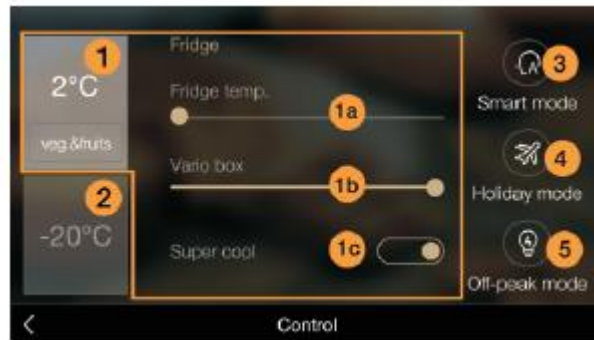 1
2°C
veg &fruits
2
-20°C
Fridge
Fridge temp.
1a
Vario box
1b
Super cool
1c
3
Smart mode
4
Holiday mode
5
Off-peak mode
<
Control